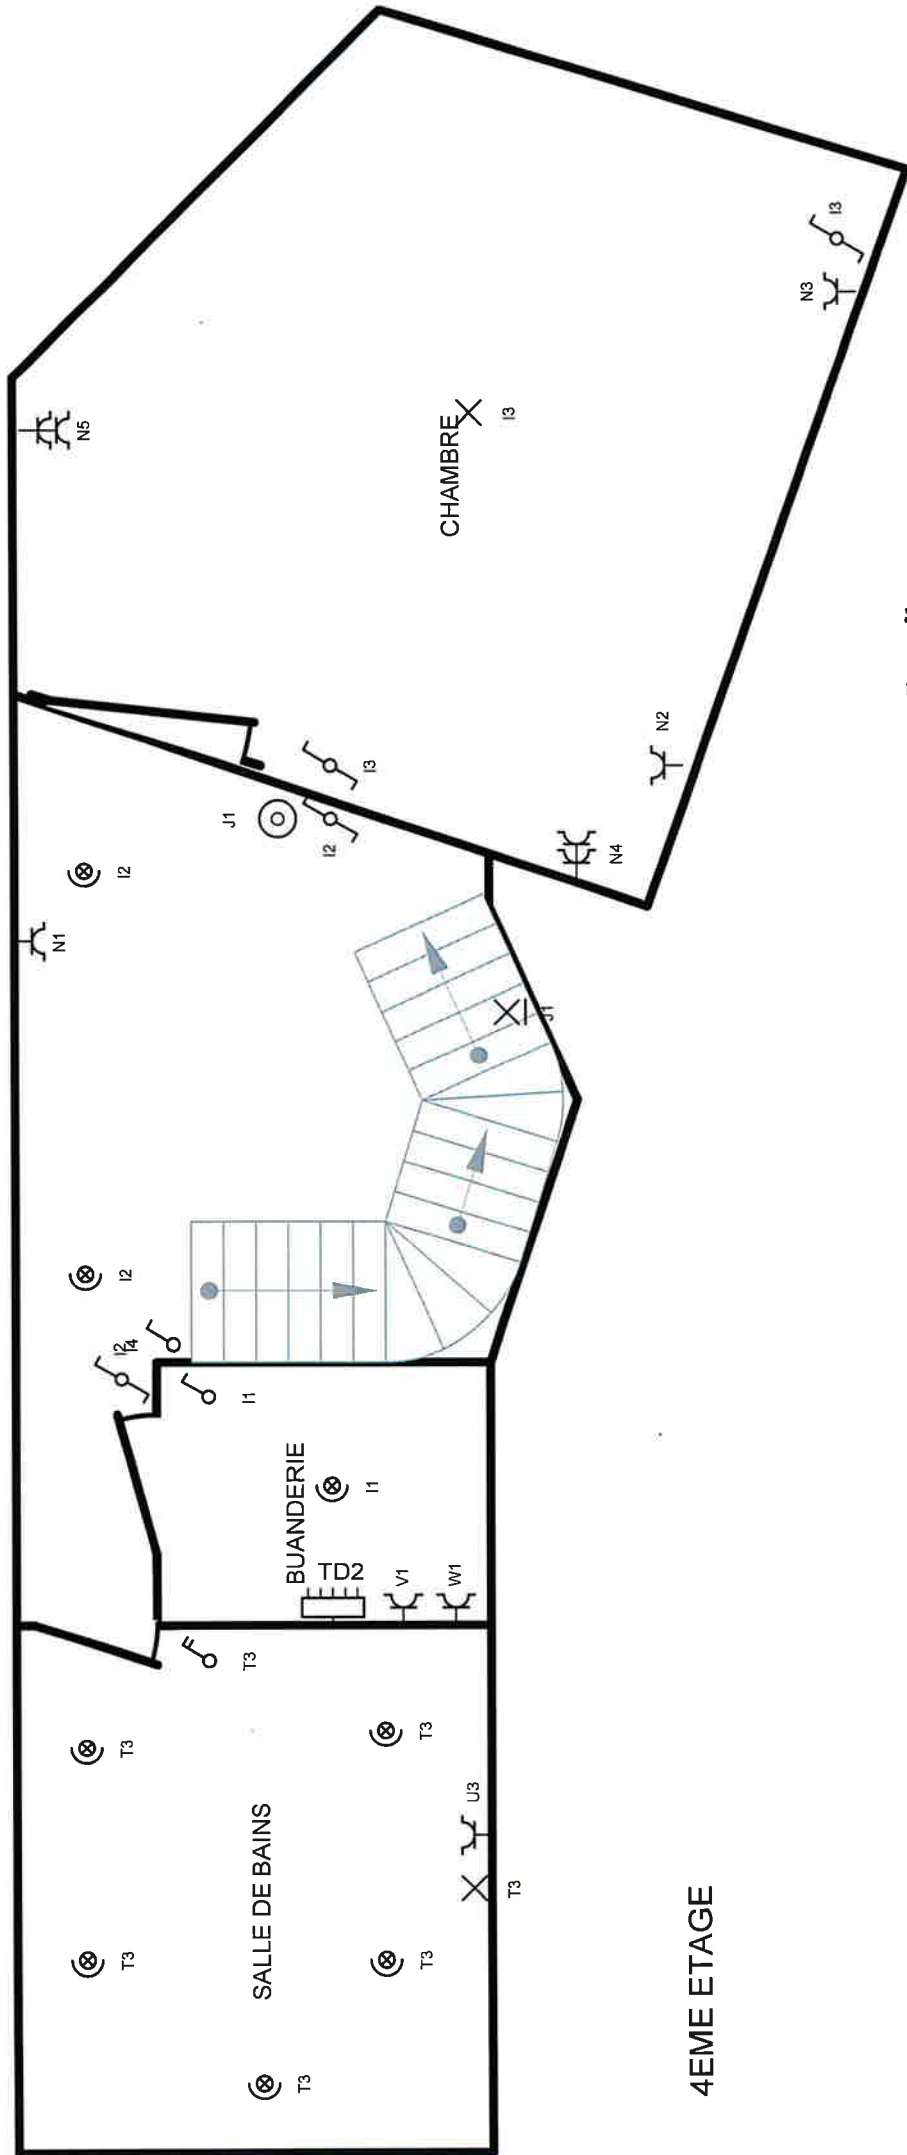 4EME ETAGE
SALLE DE BAINS
T3
T3
T3
T3
T3
T3
T3
U3
BUANDERIE
TD2
V1
W1
I1
I1
I2
I4
I2
I2
N1
J1
I2
J1
I3
CHAMBRE
I3
N5
N4
N2
N3
I3